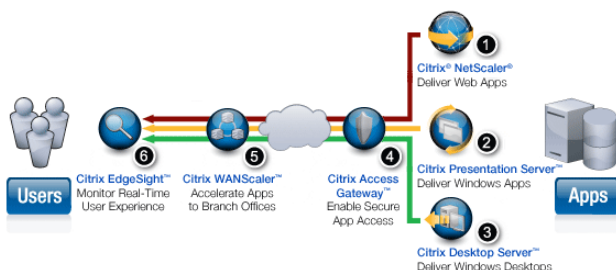 1
Citrix® NetScaler®
Deliver Web Apps
2
Citrix Presentation Server™
Deliver Windows Apps
3
Citrix Desktop Server™
Deliver Windows Desktops
4
Citrix Access
Gateway™
Enable Secure
App Access
5
Citrix WANScaler™
Accelerate Apps
to Branch Offices
6
Citrix EdgeSight™
Monitor Real-Time
User Experience
Users
Apps